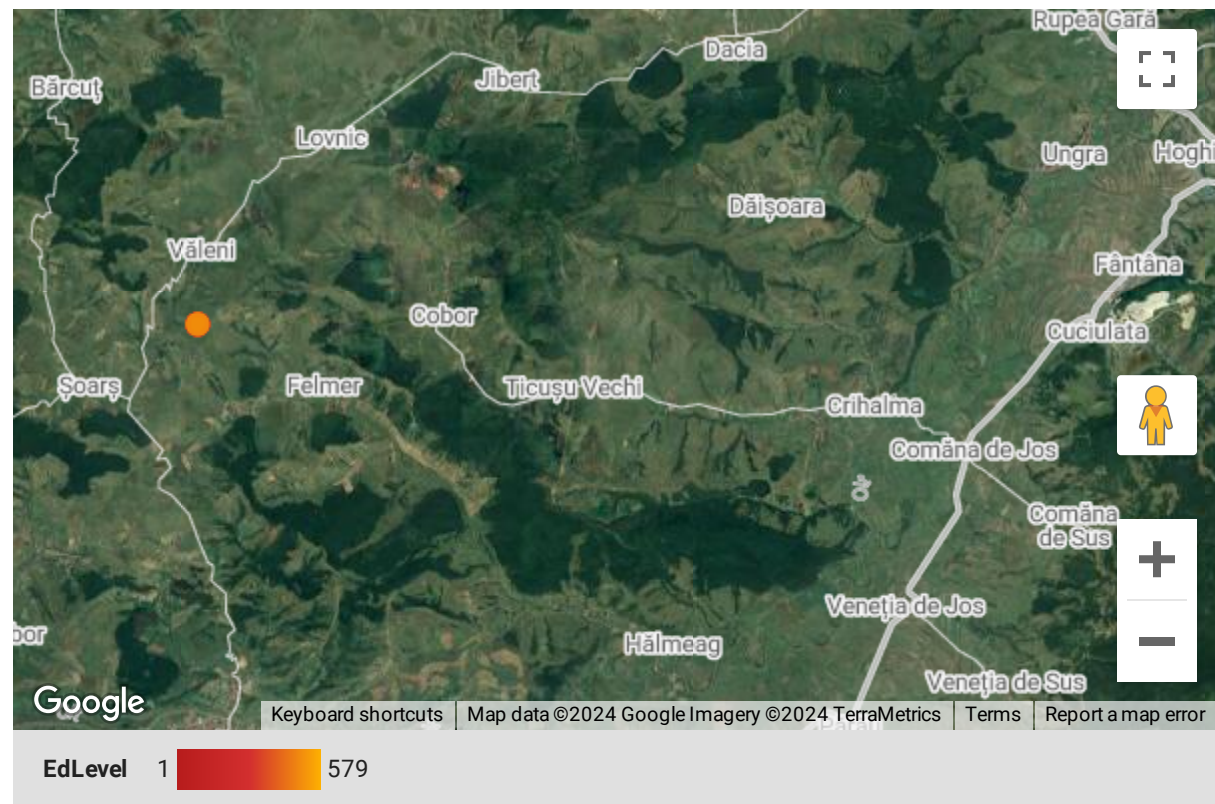 Rupea Gară
Dacia
Bărcuț
Jibert
Lovnic
Ungra
Hoghi
Dăișoara
Văleni
Fântâna
Cobor
Cuciulata
Șoarș
Felmer
Ticușu Vechi
Crihalma
Comăna de Jos
Comăna
de Sus
Veneția de Jos
bor
Hălmeag
Veneția de Sus
Google
Keyboard shortcuts
Map data ©2024 Google Imagery ©2024 TerraMetrics
Terms
Report a map error
EdLevel 1 579